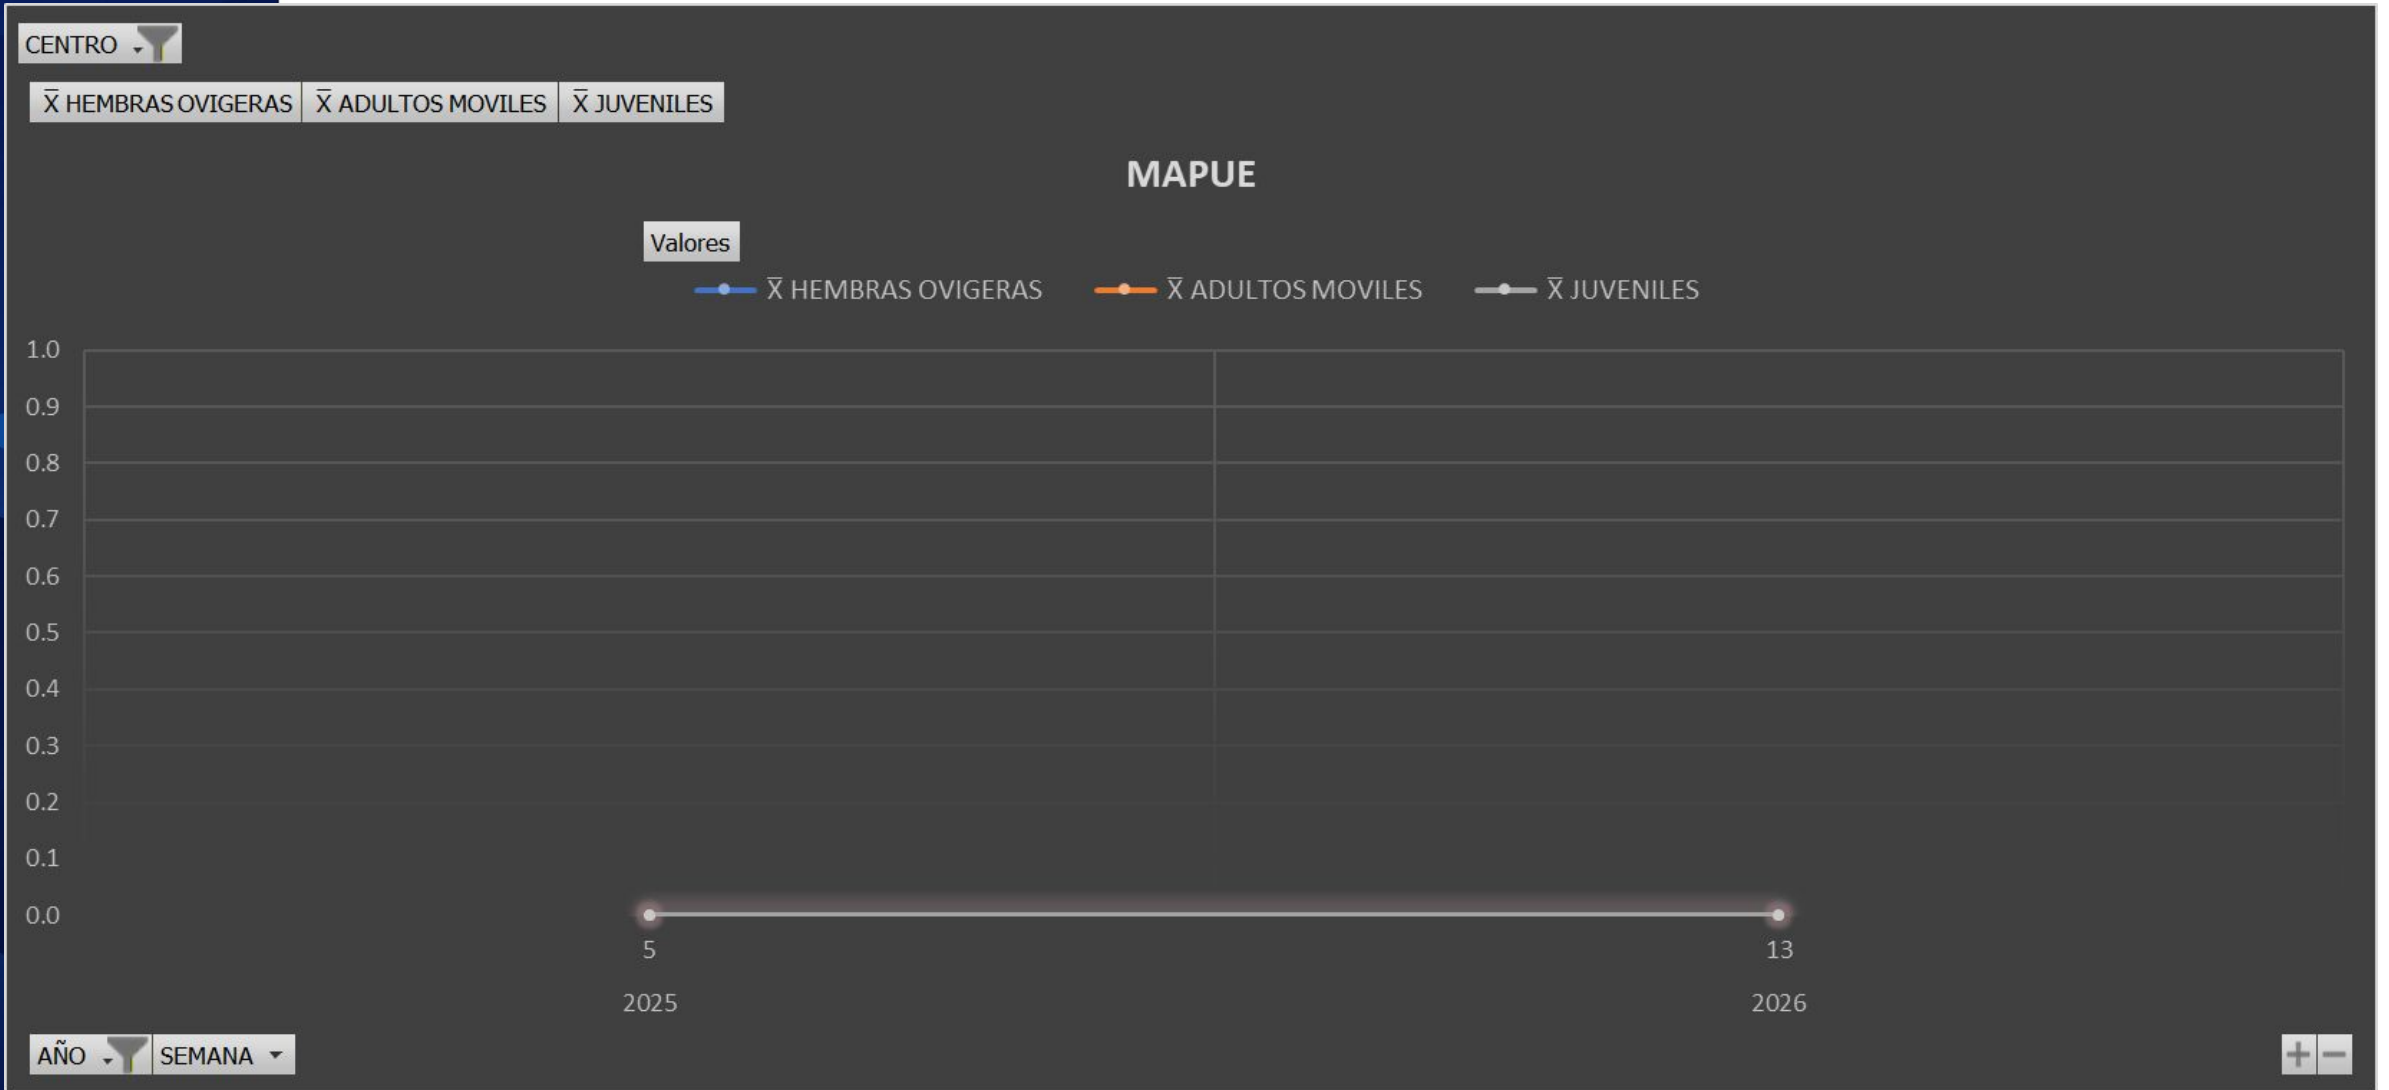 CENTRO
X̅ HEMBRAS OVIGERAS X̅ ADULTOS MOVILES X̅ JUVENILES
MAPUE
Valores
X̅ HEMBRAS OVIGERAS X̅ ADULTOS MOVILES X̅ JUVENILES
1.0
0.9
0.8
0.7
0.6
0.5
0.4
0.3
0.2
0.1
0.0
5 13
2025 2026
AÑO SEMANA